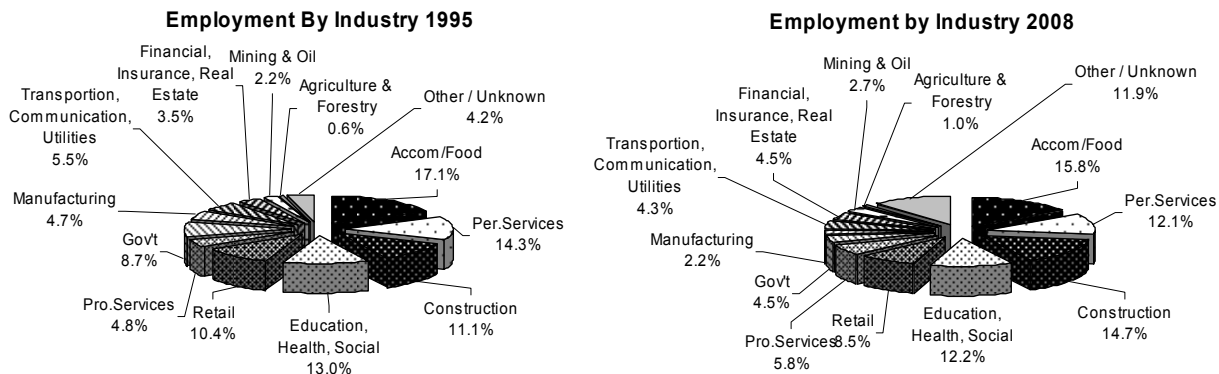 Employment By Industry 1995
Financial,
Insurance, Real
Estate
3.5%
Mining & Oil
2.2%
Agriculture &
Forestry
0.6%
Other / Unknown
4.2%
Transportion,
Communication,
Utilities
5.5%
Accom/Food
17.1%
Manufacturing
4.7%
Per.Services
14.3%
Gov't
8.7%
Pro.Services
4.8%
Retail
10.4%
Education,
Health, Social
13.0%
Construction
11.1%
Employment by Industry 2008
Mining & Oil
2.7%
Agriculture &
Forestry
1.0%
Other / Unknown
11.9%
Financial,
Insurance, Real
Estate
4.5%
Transportion,
Communication,
Utilities
4.3%
Accom/Food
15.8%
Per.Services
12.1%
Manufacturing
2.2%
Gov't
4.5%
Pro.Services
5.8%
Retail
8.5%
Education,
Health, Social
12.2%
Construction
14.7%